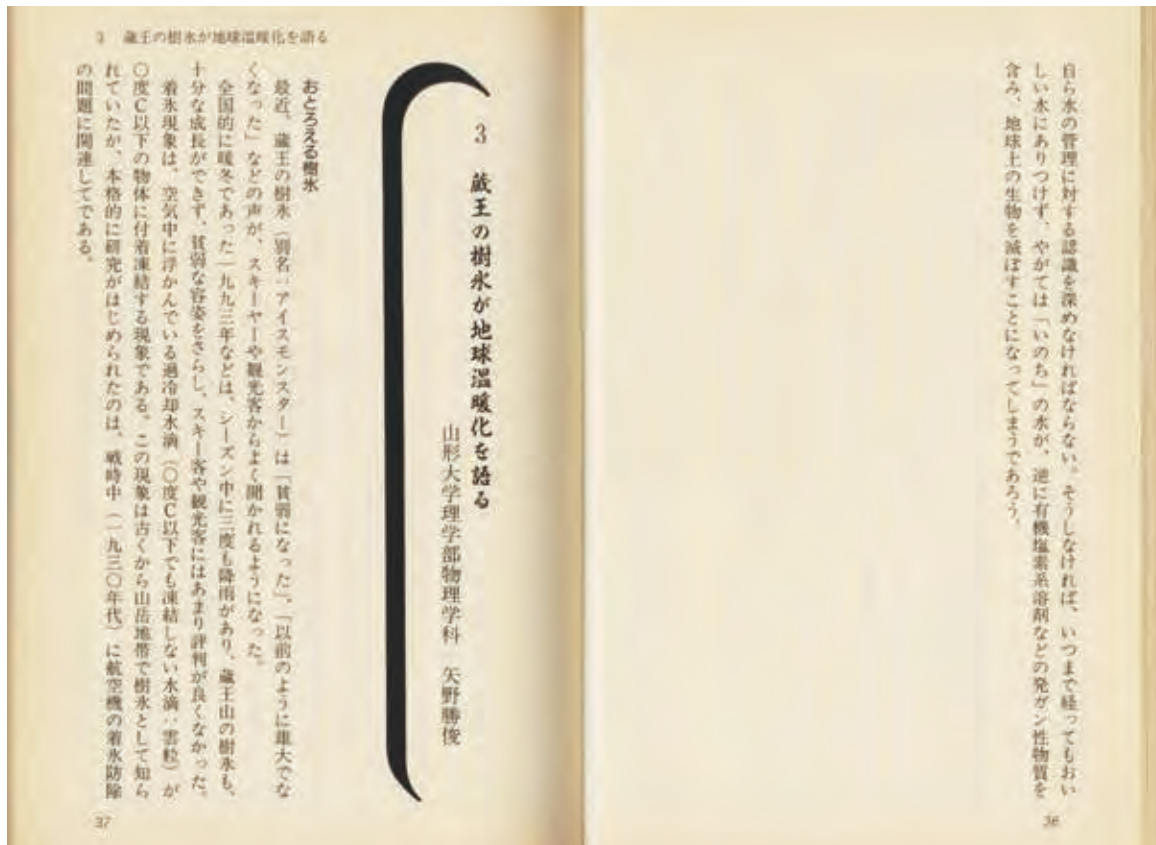 自ら水の管理に対する認識を深めなければならない。そうしなければ、いつまで経ってもおい
しい水にありつけず、やがては「いのち」の水が、逆に有機塩素系溶剤などの発ガン性物質を
含み、地球上の生物を滅ぼすことになってしまうであろう。
36
3 蔵王の樹氷が地球温暖化を語る
3 蔵王の樹氷が地球温暖化を語る
山形大学理学部物理学科 矢野勝俊
おとろえる樹氷
最近、蔵王の樹氷（別名：アイスモンスター）は「貧弱になった」、「以前のように雄大でな
くなった」などの声が、スキーヤーや観光客からよく聞かれるようになった。
全国的に暖冬であった一九九三年などは、シーズン中に三度も降雨があり、蔵王山の樹氷も、
十分な成長ができず、貧弱な容姿をさらし、スキー客や観光客にはあまり評判が良くなかった。
着氷現象は、空気中に浮かんでいる過冷却水滴（〇度C以下でも凍結しない水滴：雲粒）が
〇度C以下の物体に付着凍結する現象である。この現象は古くから山岳地帯で樹氷として知ら
れていたが、本格的に研究がはじめられたのは、戦時中（一九三〇年代）に航空機の着氷防除
の問題に関連してである。
37